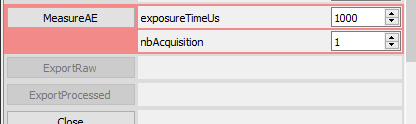 MeasureAE exposureTimeUs 1000
nbAcquisition 1
ExportRaw
ExportProcessed
Close